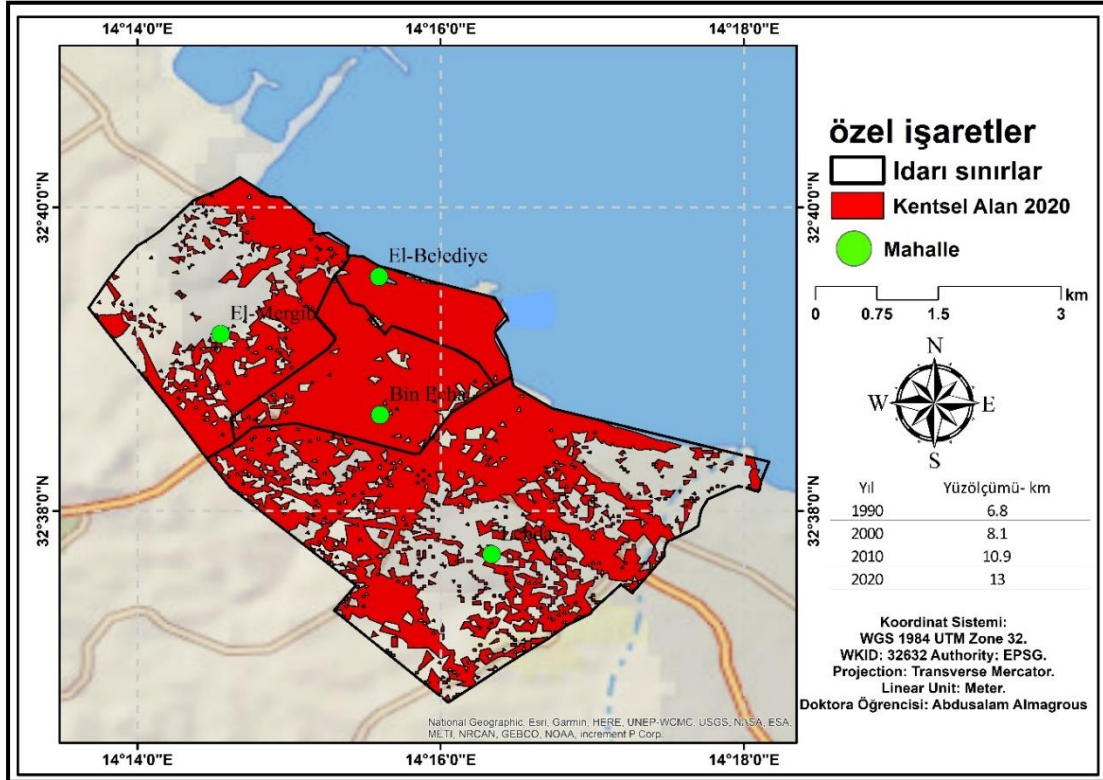 14°14'0"E 14°16'0"E 14°18'0"E
32°40'0"N 32°40'0"N
32°38'0"N 32°38'0"N
El-Belediye
El-Mergib
Bin Echa
National Geographic, Esri, Garmin, HERE, UNEP-WCMC, USGS, NASA, ESA,
METI, NRCAN, GEBCO, NOAA, increment P Corp.
14°14'0"E 14°16'0"E 14°18'0"E
özel işaretler
Idarı sınırlar
Kentsel Alan 2020
Mahalle
km
0 0.75 1.5 3
N
W E
S
Yıl Yüzölçümü- km
1990 6.8
2000 8.1
2010 10.9
2020 13
Koordinat Sistemi:
WGS 1984 UTM Zone 32.
WKID: 32632 Authority: EPSG.
Projection: Transverse Mercator.
Linear Unit: Meter.
Doktora Öğrencisi: Abdusalam Almagrous